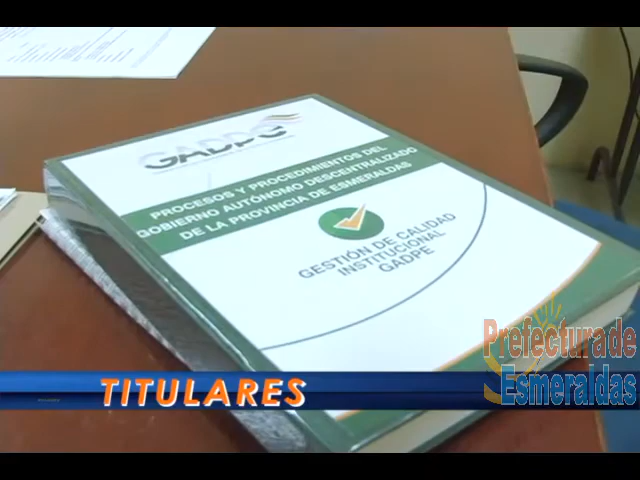 GADPE
PROCESOS Y PROCEDIMIENTOS DEL
GOBIERNO AUTÓNOMO DESCENTRALIZADO
DE LA PROVINCIA DE ESMERALDAS
GESTIÓN DE CALIDAD
INSTITUCIONAL
GADPE
Prefectura de
Esmeraldas
TITULARES